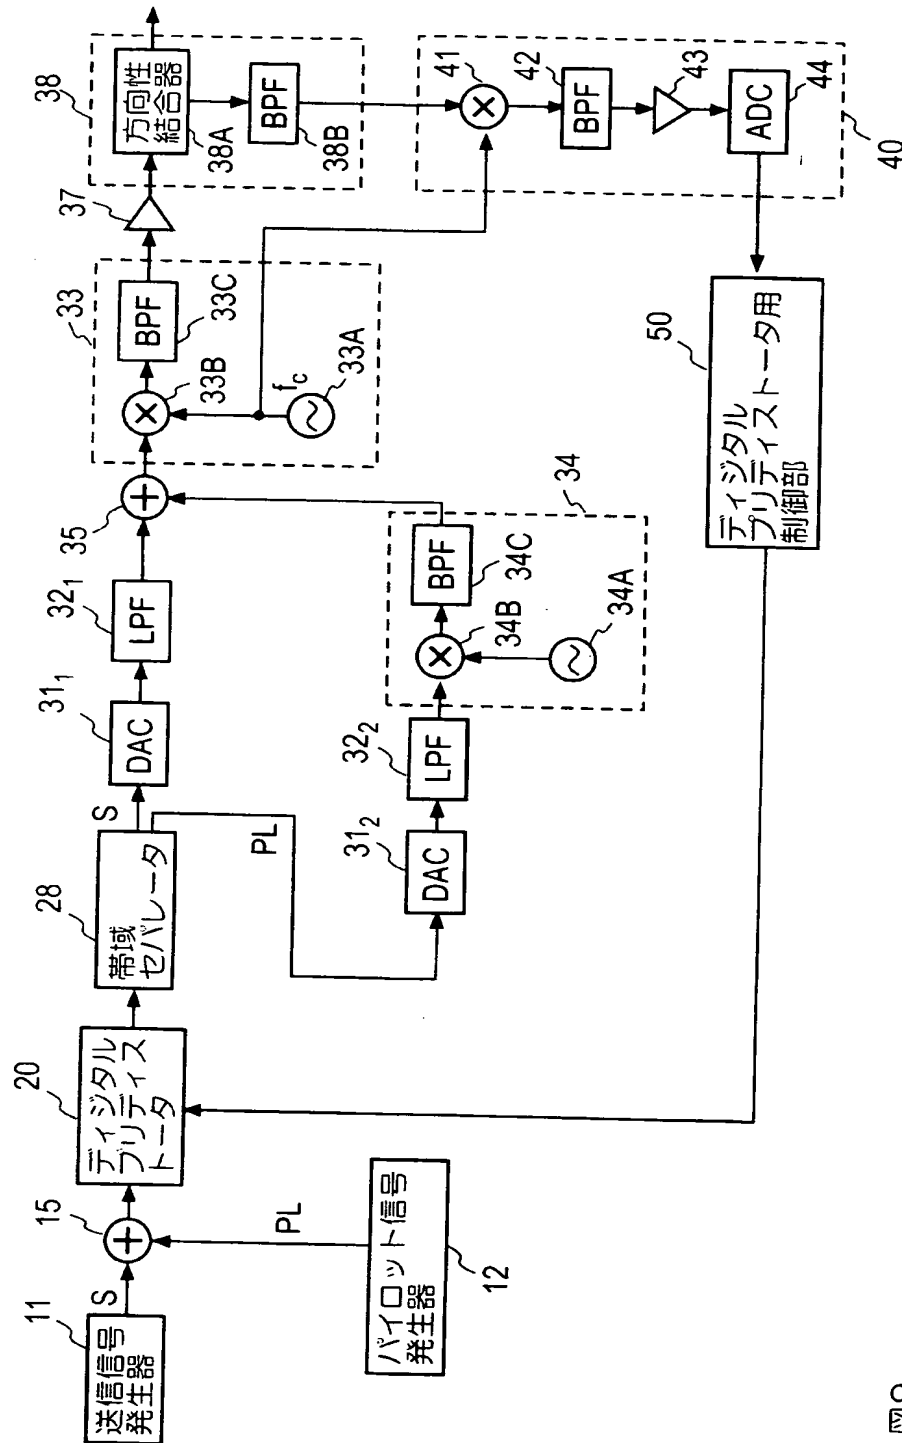 11
送信信号
発生器
S
15
PL
パイロット信号
発生器
12
20
ディジタル
プリディス
トータ
28
帯域
セパレータ
S
PL
31₁
DAC
32₁
LPF
35
31₂
DAC
32₂
LPF
34
34B
34A
BPF
34C
33
33B
fc
33A
BPF
33C
37
38
方向性
結合器
38A
BPF
38B
41
42
BPF
43
ADC
44
40
50
ディジタル
プリディストータ用
制御部